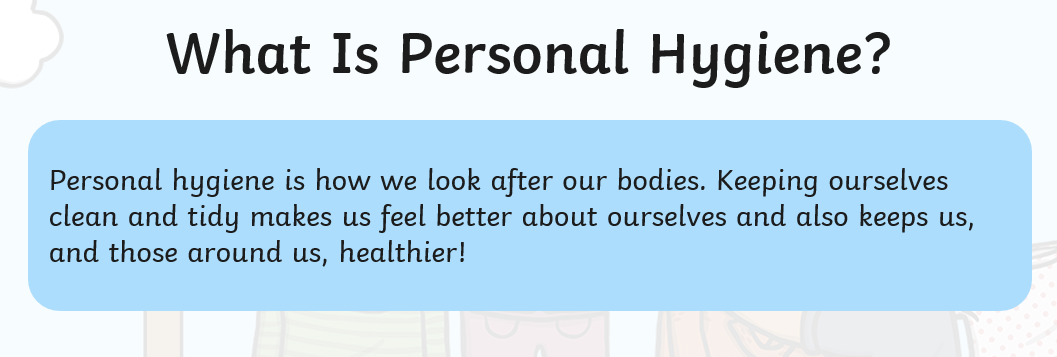 What Is Personal Hygiene?
Personal hygiene is how we look after our bodies. Keeping ourselves
clean and tidy makes us feel better about ourselves and also keeps us,
and those around us, healthier!